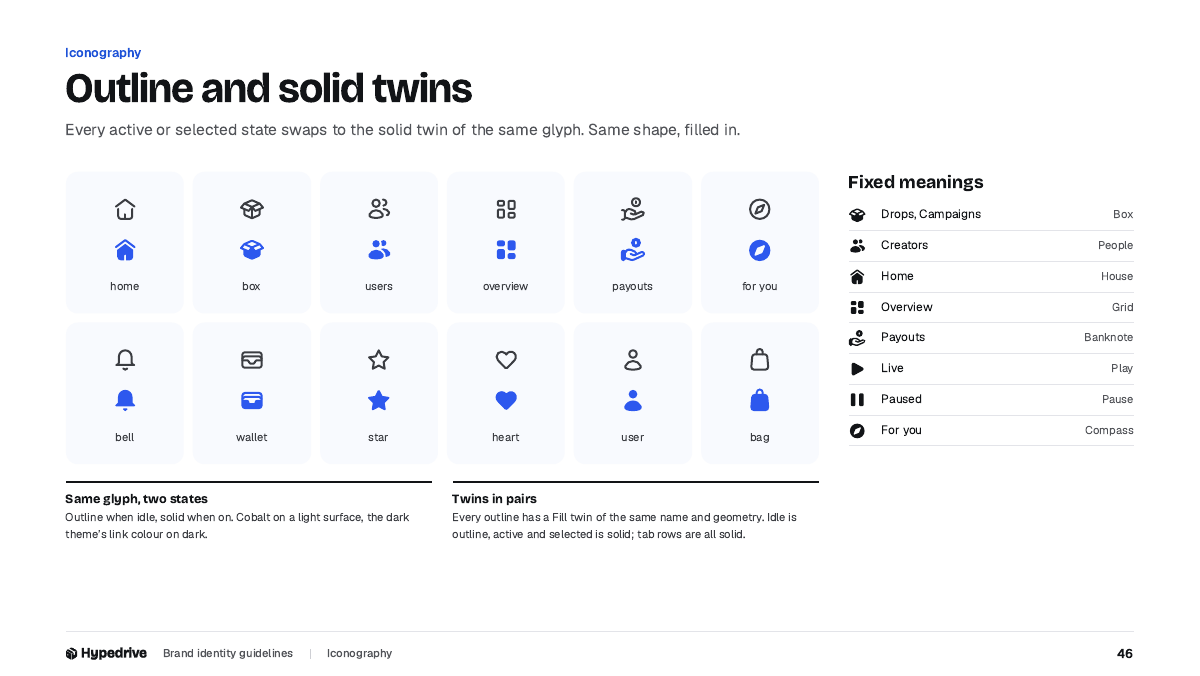 Iconography
Outline and solid twins
Every active or selected state swaps to the solid twin of the same glyph. Same shape, filled in.
home
box
users
overview
payouts
for you
bell
wallet
star
heart
user
bag
Same glyph, two states
Outline when idle, solid when on. Cobalt on a light surface, the dark
theme's link colour on dark.
Twins in pairs
Every outline has a Fill twin of the same name and geometry. Idle is
outline, active and selected is solid; tab rows are all solid.
Fixed meanings
Drops, Campaigns Box
Creators People
Home House
Overview Grid
Payouts Banknote
Live Play
Paused Pause
For you Compass
Hypedrive Brand identity guidelines Iconography 46